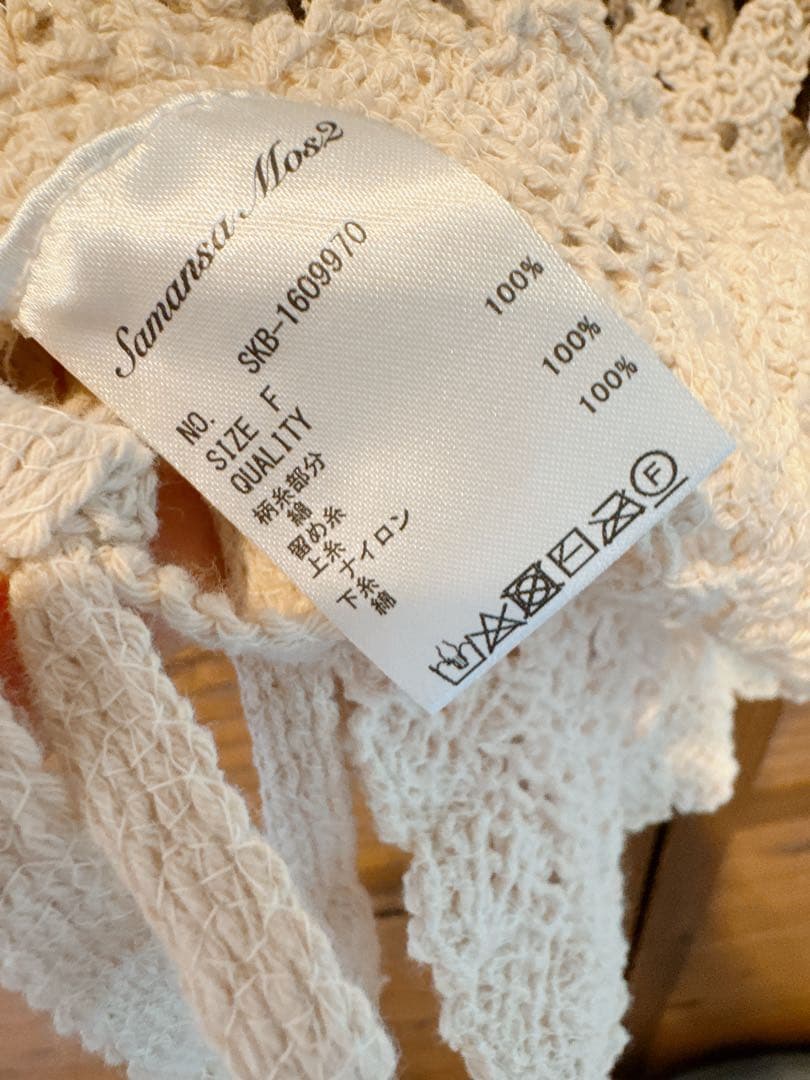 Samansa Mos2
NO. SKB-1609970
SIZE F
QUALITY
柄糸部分
綿 100%
留め糸
上糸
ナイロン 100%
下糸
綿 100%
F